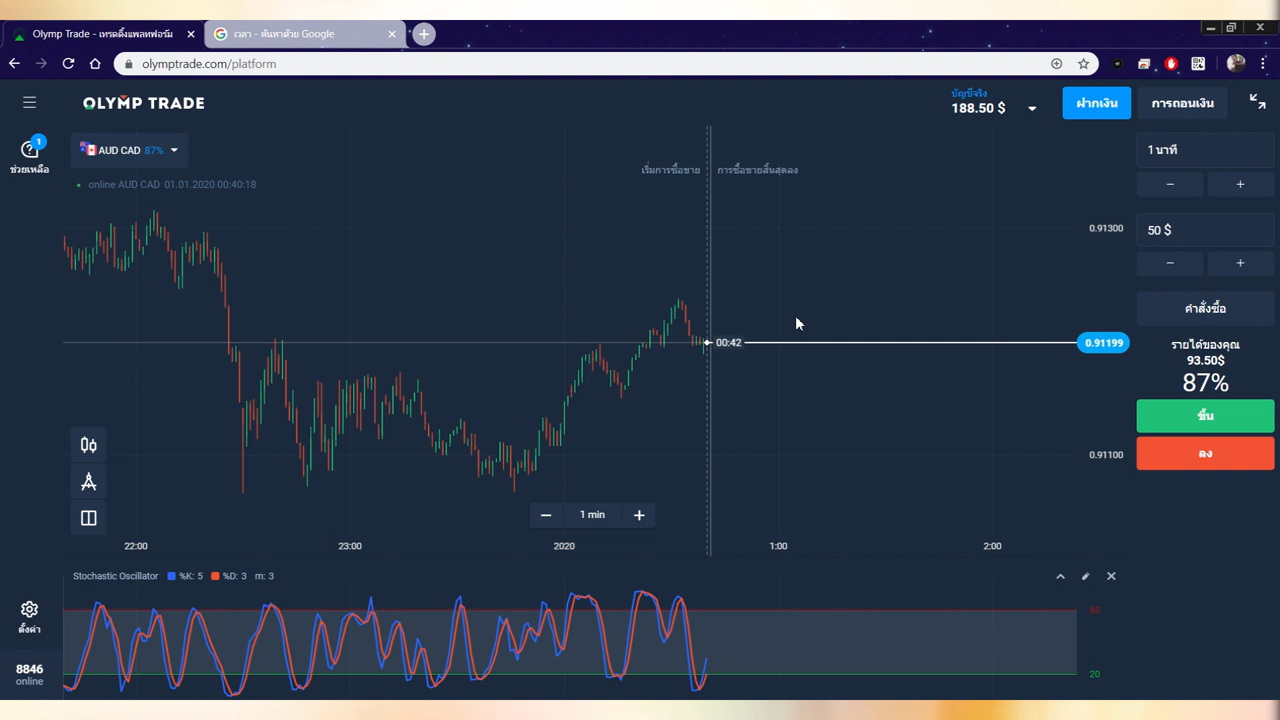 Olymp Trade - เทรดดิ้งแพลทฟอร์ม
เวลา - ค้นหาด้วย Google
olymptrade.com/platform
OLYMP TRADE
บัญชีจริง
188.50 $
ฝากเงิน
การถอนเงิน
1
ช่วยเหลือ
AUD CAD 87%
online AUD CAD 01.01.2020 00:40:18
เริ่มการซื้อขาย
การซื้อขายสิ้นสุดลง
1 นาที
− +
0.91300
50 $
− +
คำสั่งซื้อ
00:42
0.91199
รายได้ของคุณ
93.50$
87%
ขึ้น
ลง
0.91100
− 1 min +
22:00 23:00 2020 1:00 2:00
Stochastic Oscillator %K: 5 %D: 3 m: 3
80
ตั้งค่า
20
8846
online